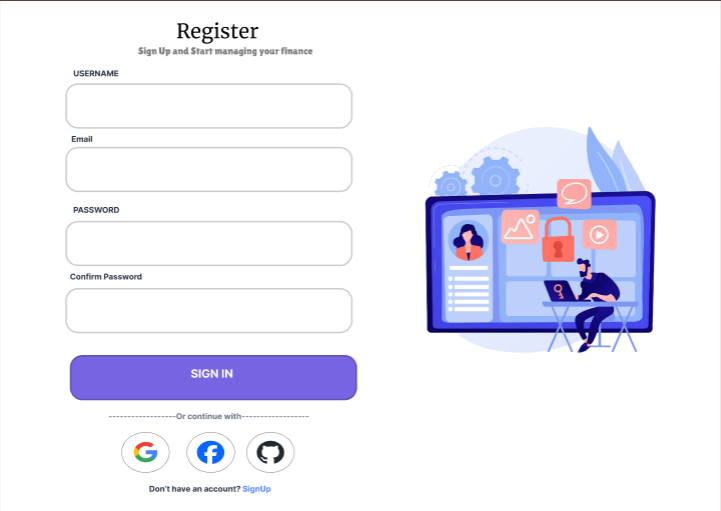 Register
Sign Up and Start managing your finance
USERNAME
Email
PASSWORD
Confirm Password
SIGN IN
-------------------Or continue with-------------------
Don't have an account? SignUp